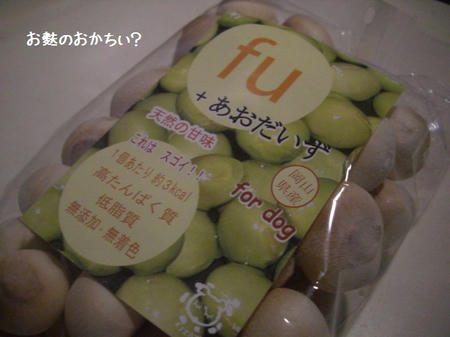 お麩のおかちい?
fu
+ あおだいず
天然の甘味
これは スゴイ!!
1個あたり 約3kcal
高たんぱく質
低脂質
無添加・無着色
岡山
県産
for dog